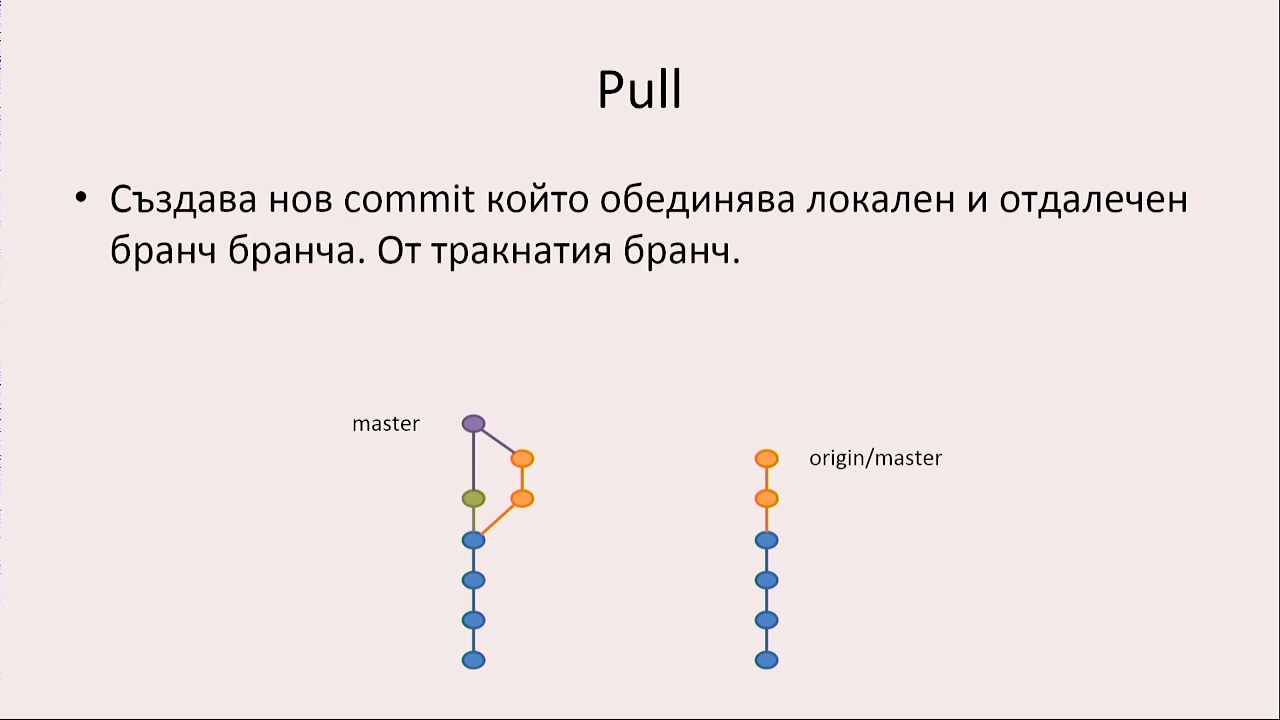 Pull
• Създава нов commit който обединява локален и отдалечен
бранч бранча. От тракнатия бранч.
master
origin/master